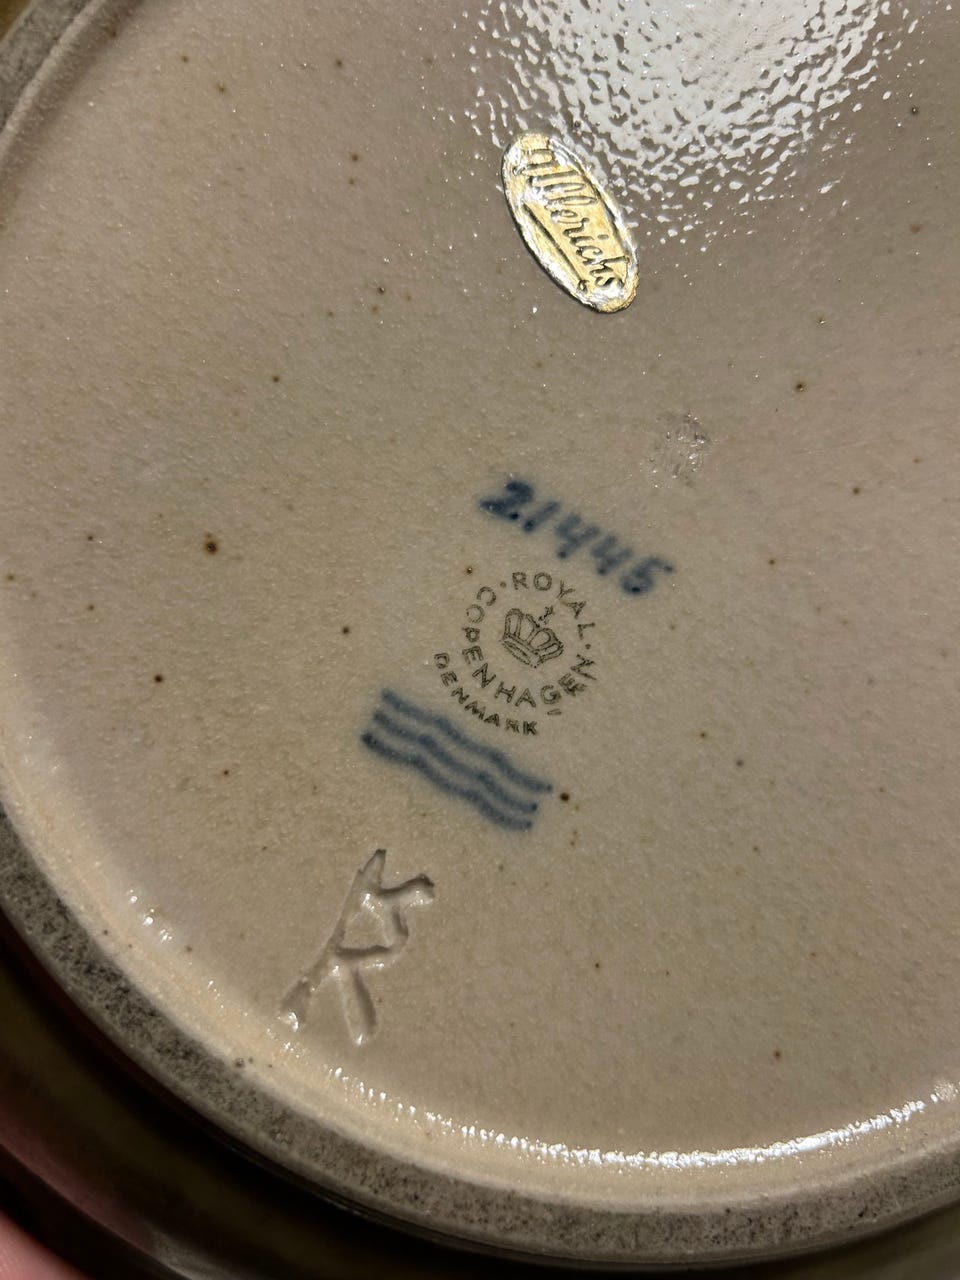 Illerichs
21445
ROYAL
COPENHAGEN
DENMARK